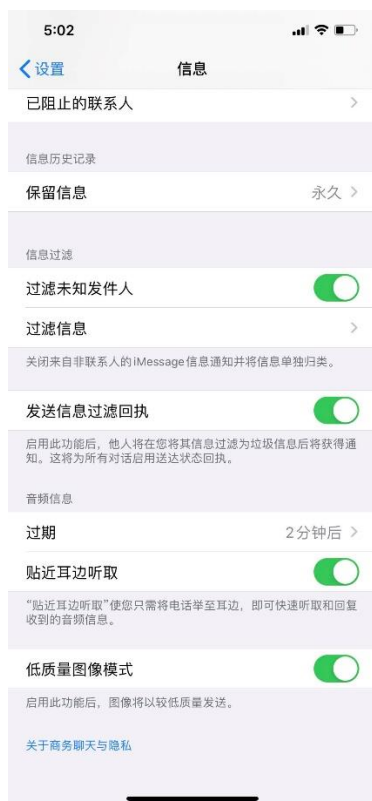 5:02
设置
信息
已阻止的联系人
信息历史记录
保留信息 永久
信息过滤
过滤未知发件人
过滤信息
关闭来自非联系人的iMessage信息通知并将信息单独归类。
发送信息过滤回执
启用此功能后，他人将在您将其信息过滤为垃圾信息后将获得通
知。这将为所有对话启用送达状态回执。
音频信息
过期 2分钟后
贴近耳边听取
“贴近耳边听取”使您只需将电话举至耳边，即可快速听取和回复
收到的音频信息。
低质量图像模式
启用此功能后，图像将以较低质量发送。
关于商务聊天与隐私